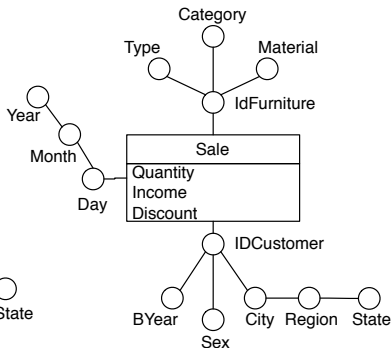 Category
Type
Material
IdFurniture
Year
Month
Day
Sale
Quantity
Income
Discount
IDCustomer
State
BYear
Sex
City
Region
State